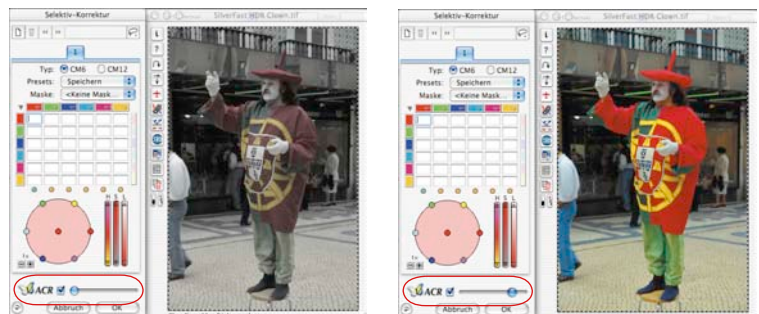 Selektiv-Korrektur
SilverFast HDR-Clown.tif
Typ: CM6 CM12
Presets: Speichern
Maske: <Keine Mask...
H S L
ACR
Abbruch OK
Selektiv-Korrektur
SilverFast HDR-Clown.tif
Typ: CM6 CM12
Presets: Speichern
Maske: <Keine Mask...
H S L
ACR
Abbruch OK